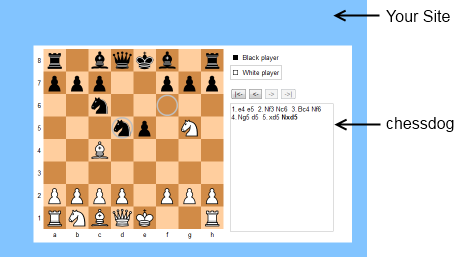 Your Site
8
Black player
7
White player
6
|<- <- -> ->|
1. e4 e5 2. Nf3 Nc6 3. Bc4 Nf6
4. Ng5 d5 5. xd5 Nxd5
chessdog
5
4
3
2
1
a b c d e f g h